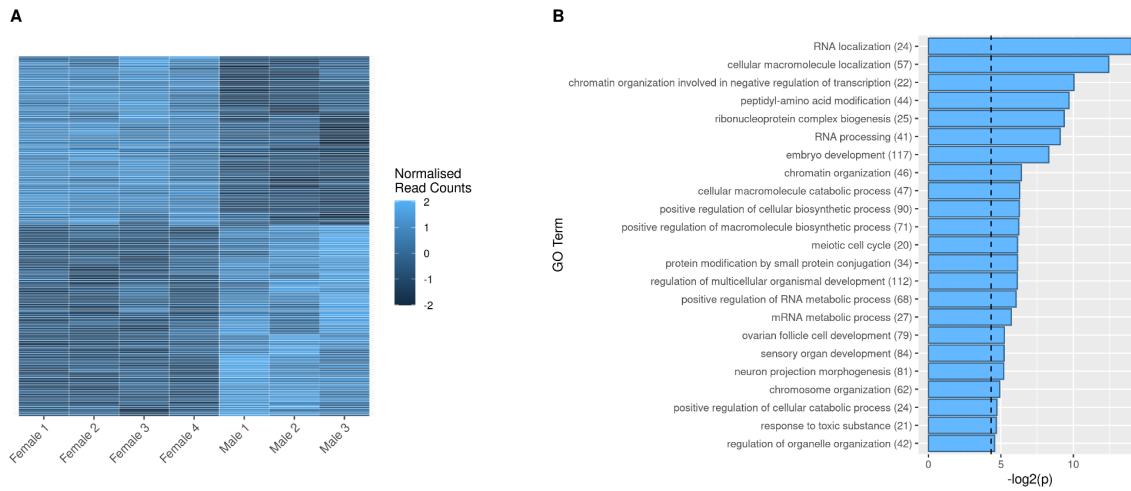 A
Normalised
Read Counts
2
1
0
-1
-2
Female 1
Female 2
Female 3
Female 4
Male 1
Male 2
Male 3
B
GO Term
RNA localization (24)
cellular macromolecule localization (57)
chromatin organization involved in negative regulation of transcription (22)
peptidyl-amino acid modification (44)
ribonucleoprotein complex biogenesis (25)
RNA processing (41)
embryo development (117)
chromatin organization (46)
cellular macromolecule catabolic process (47)
positive regulation of cellular biosynthetic process (90)
positive regulation of macromolecule biosynthetic process (71)
meiotic cell cycle (20)
protein modification by small protein conjugation (34)
regulation of multicellular organismal development (112)
positive regulation of RNA metabolic process (68)
mRNA metabolic process (27)
ovarian follicle cell development (79)
sensory organ development (84)
neuron projection morphogenesis (81)
chromosome organization (62)
positive regulation of cellular catabolic process (24)
response to toxic substance (21)
regulation of organelle organization (42)
0
5
10
-log2(p)